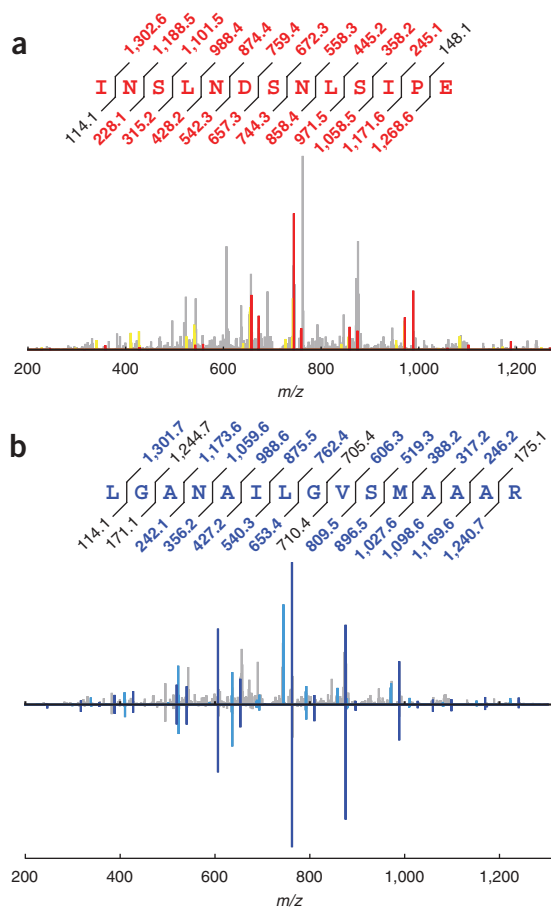 a
1,302.6 1,188.5 1,101.5 988.4 874.4 759.4 672.3 558.3 445.2 358.2 245.1 148.1
I N S L N D S N L S I P E
114.1 228.1 315.2 428.2 542.3 657.3 744.3 858.4 971.5 1,058.5 1,171.6 1,268.6
200 400 600 800 1,000 1,200
m/z
b
1,301.7 1,244.7 1,173.6 1,059.6 988.6 875.5 762.4 705.4 606.3 519.3 388.2 317.2 246.2 175.1
L G A N A I L G V S M A A A R
114.1 171.1 242.1 356.2 427.2 540.3 653.4 710.4 809.5 896.5 1,027.6 1,098.6 1,169.6 1,240.7
200 400 600 800 1,000 1,200
m/z